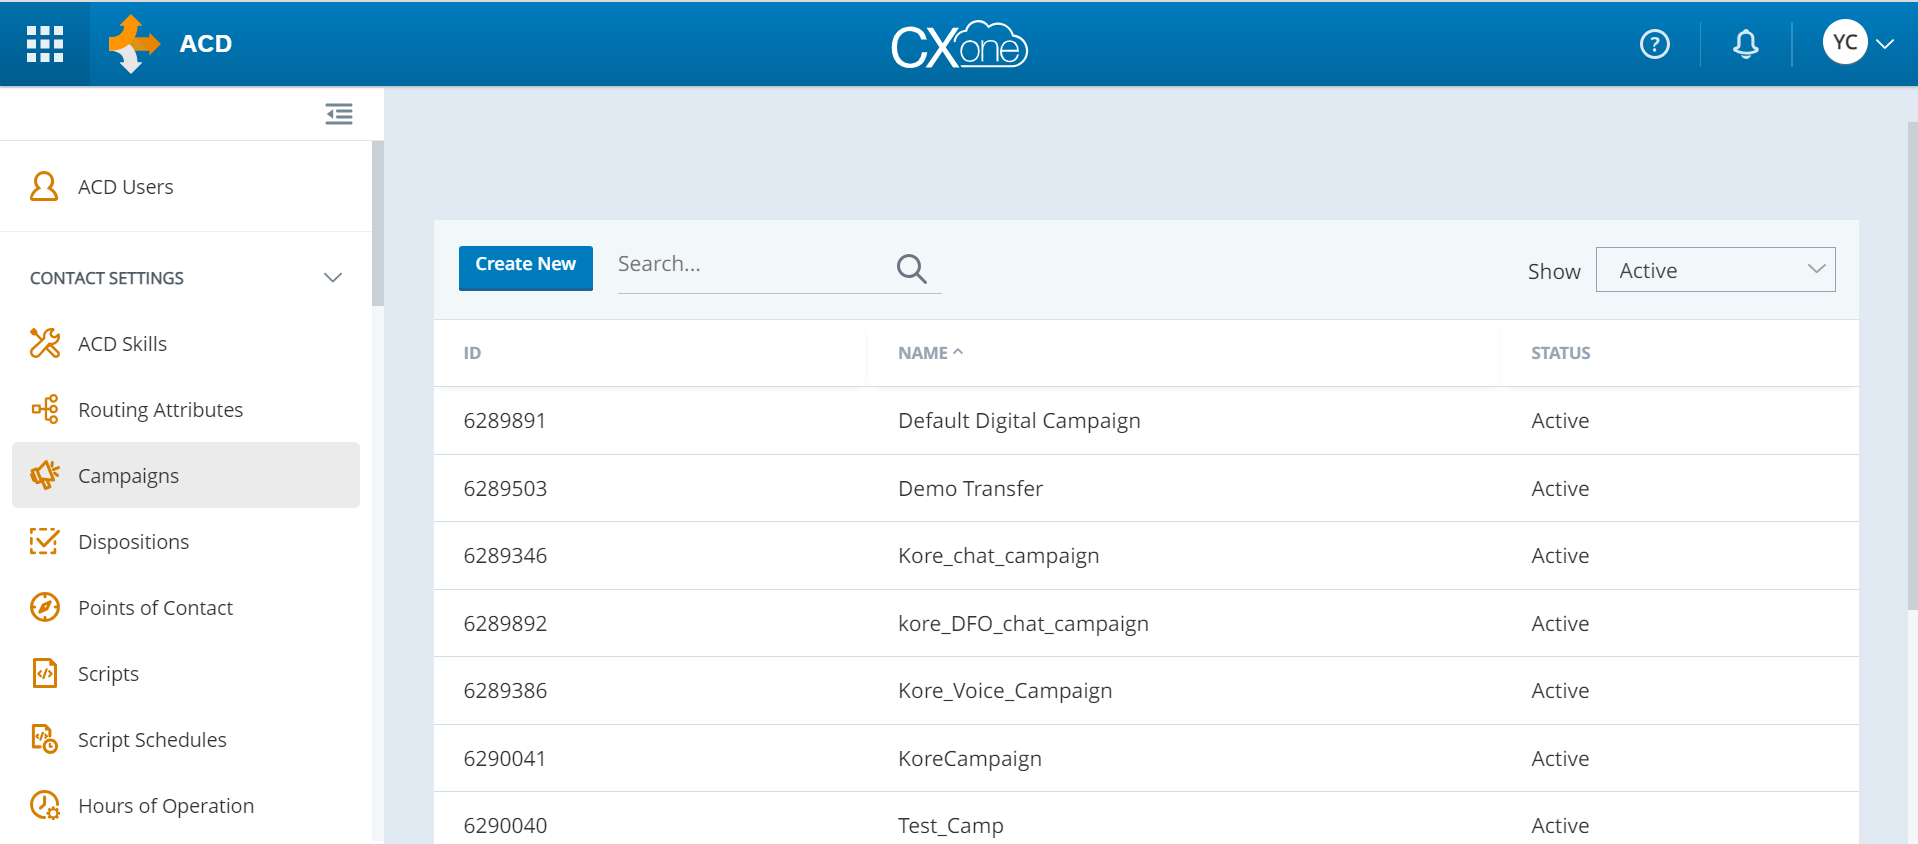 ACD
CXone
?
YC
ACD Users
CONTACT SETTINGS
ACD Skills
Routing Attributes
Campaigns
Dispositions
Points of Contact
Scripts
Script Schedules
Hours of Operation
Create New
Search...
Show
Active
ID NAME STATUS
6289891 Default Digital Campaign Active
6289503 Demo Transfer Active
6289346 Kore_chat_campaign Active
6289892 kore_DFO_chat_campaign Active
6289386 Kore_Voice_Campaign Active
6290041 KoreCampaign Active
6290040 Test_Camp Active